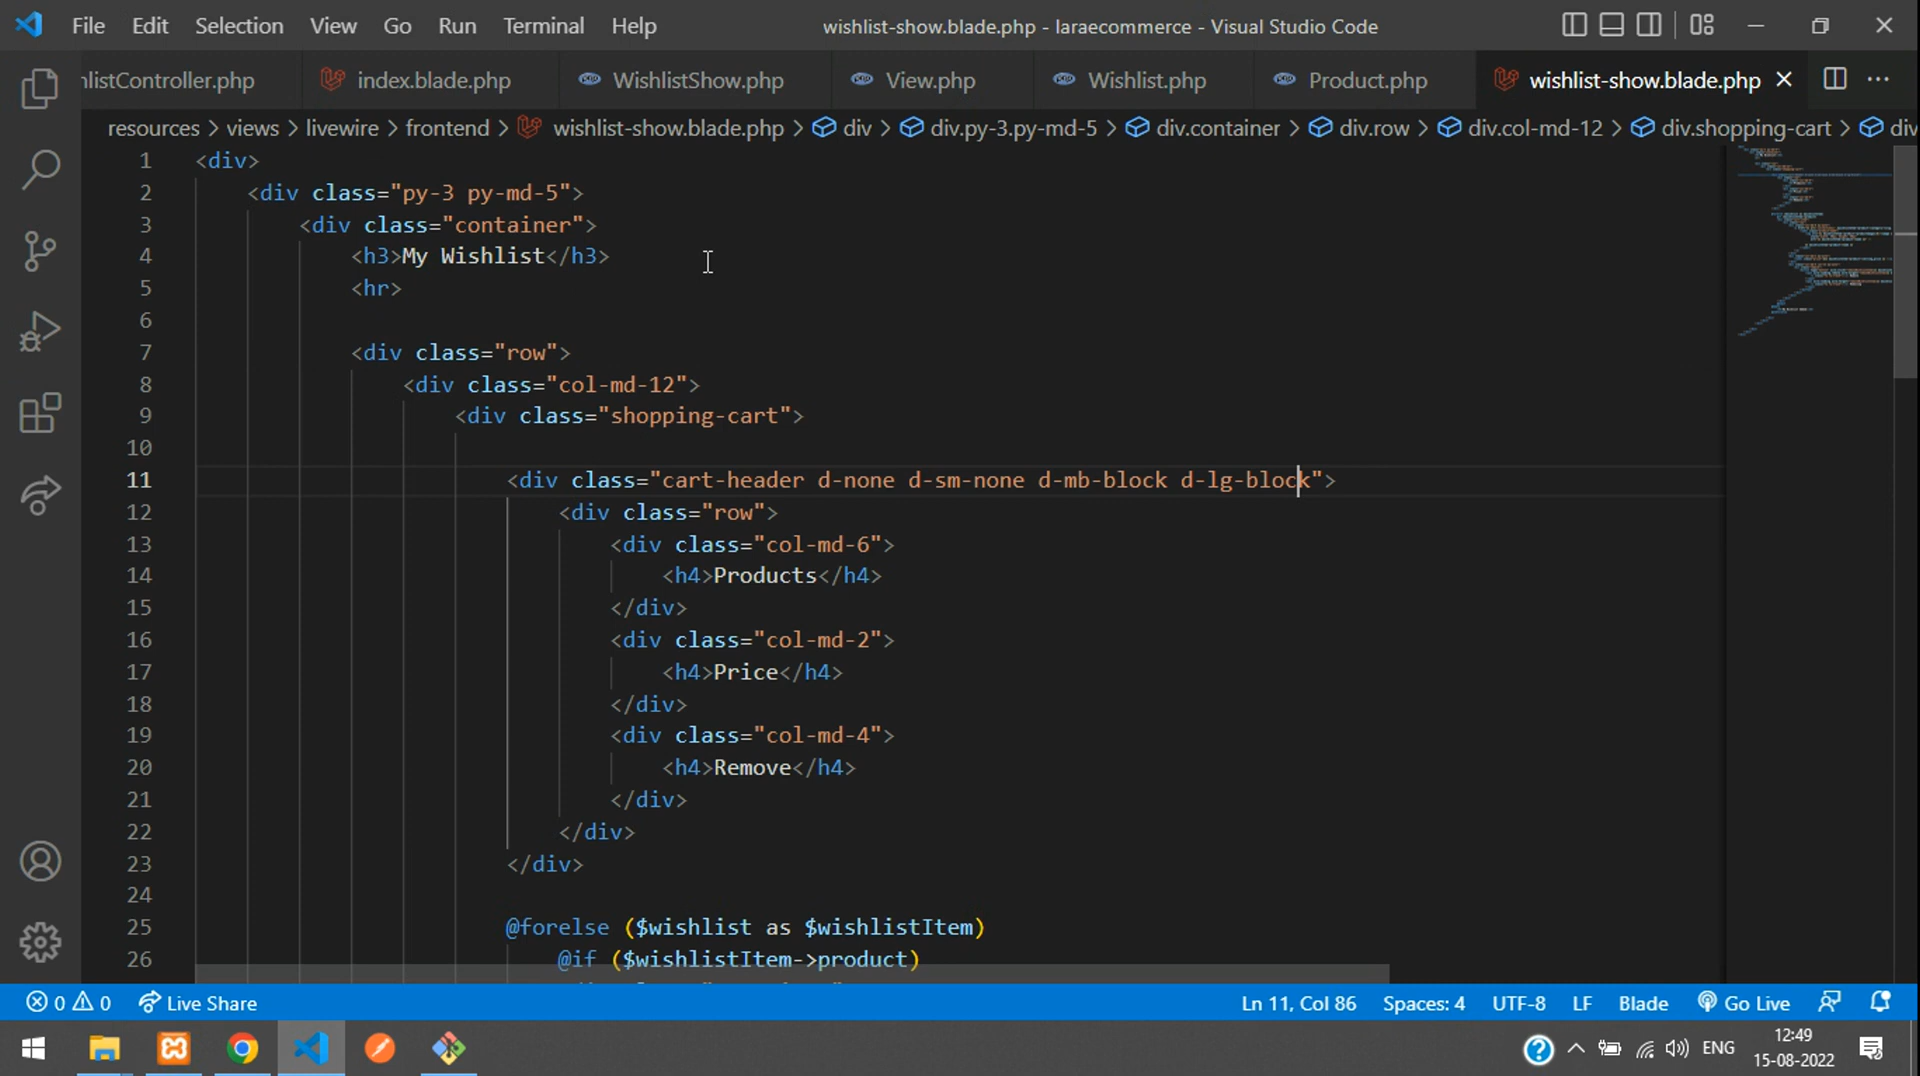 File Edit Selection View Go Run Terminal Help wishlist-show.blade.php - laraecommerce - Visual Studio Code
hlistController.php index.blade.php WishlistShow.php View.php Wishlist.php Product.php wishlist-show.blade.php
resources > views > livewire > frontend > wishlist-show.blade.php > div > div.py-3.py-md-5 > div.container > div.row > div.col-md-12 > div.shopping-cart > div
1 <div>
2 <div class="py-3 py-md-5">
3 <div class="container">
4 <h3>My Wishlist</h3>
5 <hr>
6
7 <div class="row">
8 <div class="col-md-12">
9 <div class="shopping-cart">
10
11 <div class="cart-header d-none d-sm-none d-mb-block d-lg-block">
12 <div class="row">
13 <div class="col-md-6">
14 <h4>Products</h4>
15 </div>
16 <div class="col-md-2">
17 <h4>Price</h4>
18 </div>
19 <div class="col-md-4">
20 <h4>Remove</h4>
21 </div>
22 </div>
23 </div>
24
25 @forelse ($wishlist as $wishlistItem)
26 @if ($wishlistItem->product)
0 0 Live Share Ln 11, Col 86 Spaces: 4 UTF-8 LF Blade Go Live
ENG 12:49
15-08-2022